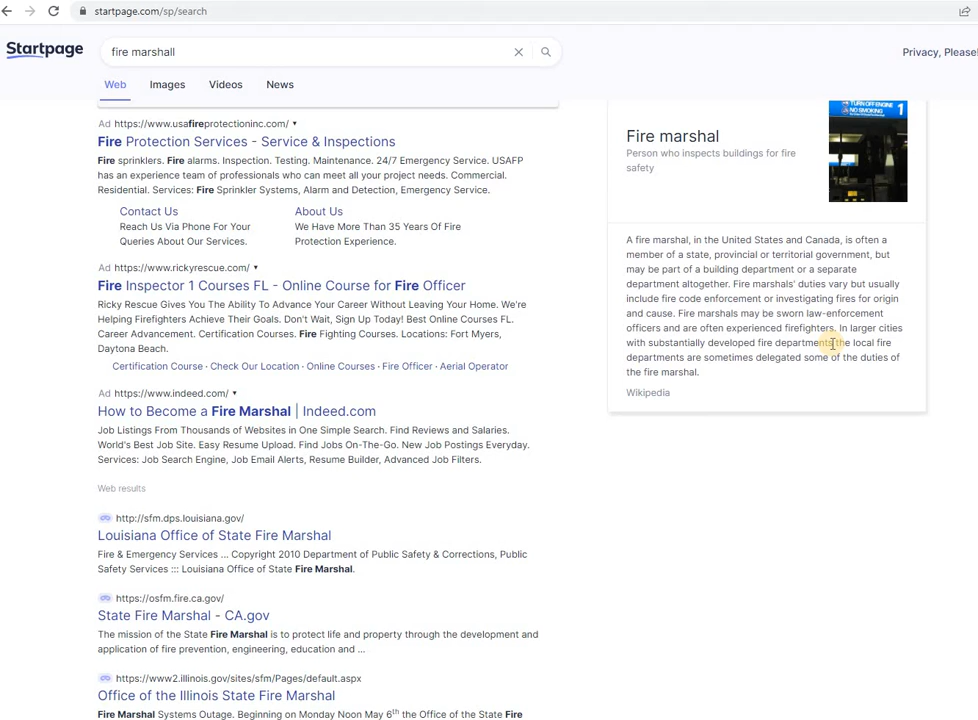 startpage.com/sp/search
Startpage
fire marshall
Privacy, Please!
Web Images Videos News
Ad https://www.usafireprotectioninc.com/
Fire Protection Services - Service & Inspections
Fire sprinklers. Fire alarms. Inspection. Testing. Maintenance. 24/7 Emergency Service. USAFP
has an experience team of professionals who can meet all your project needs. Commercial.
Residential. Services: Fire Sprinkler Systems, Alarm and Detection, Emergency Service.
Contact Us
Reach Us Via Phone For Your
Queries About Our Services.
About Us
We Have More Than 35 Years Of Fire
Protection Experience.
Ad https://www.rickyrescue.com/
Fire Inspector 1 Courses FL - Online Course for Fire Officer
Ricky Rescue Gives You The Ability To Advance Your Career Without Leaving Your Home. We're
Helping Firefighters Achieve Their Goals. Don't Wait, Sign Up Today! Best Online Courses FL.
Career Advancement. Certification Courses. Fire Fighting Courses. Locations: Fort Myers,
Daytona Beach.
Certification Course · Check Our Location · Online Courses · Fire Officer · Aerial Operator
Ad https://www.indeed.com/
How to Become a Fire Marshal | Indeed.com
Job Listings From Thousands of Websites in One Simple Search. Find Reviews and Salaries.
World's Best Job Site. Easy Resume Upload. Find Jobs On-The-Go. New Job Postings Everyday.
Services: Job Search Engine, Job Email Alerts, Resume Builder, Advanced Job Filters.
Web results
http://sfm.dps.louisiana.gov/
Louisiana Office of State Fire Marshal
Fire & Emergency Services ... Copyright 2010 Department of Public Safety & Corrections, Public
Safety Services ::: Louisiana Office of State Fire Marshal.
https://osfm.fire.ca.gov/
State Fire Marshal - CA.gov
The mission of the State Fire Marshal is to protect life and property through the development and
application of fire prevention, engineering, education and ...
https://www2.illinois.gov/sites/sfm/Pages/default.aspx
Office of the Illinois State Fire Marshal
Fire Marshal Systems Outage. Beginning on Monday Noon May 6th the Office of the State Fire
Fire marshal
Person who inspects buildings for fire
safety
TURN OFF ENGINE
NO SMOKING
1
A fire marshal, in the United States and Canada, is often a
member of a state, provincial or territorial government, but
may be part of a building department or a separate
department altogether. Fire marshals' duties vary but usually
include fire code enforcement or investigating fires for origin
and cause. Fire marshals may be sworn law-enforcement
officers and are often experienced firefighters. In larger cities
with substantially developed fire departments the local fire
departments are sometimes delegated some of the duties of
the fire marshal.
Wikipedia